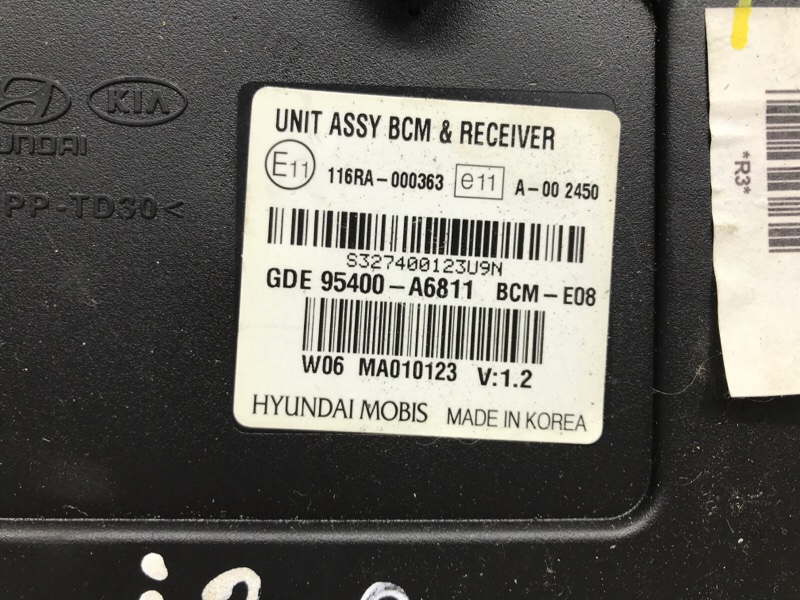 KIA
HYUNDAI
PP-TD30<
UNIT ASSY BCM & RECEIVER
E11 116RA-000363 e11 A-00 2450
S327400123U9N
GDE 95400-A6811 BCM-E08
W06 MA010123 V:1.2
HYUNDAI MOBIS MADE IN KOREA
*R3*